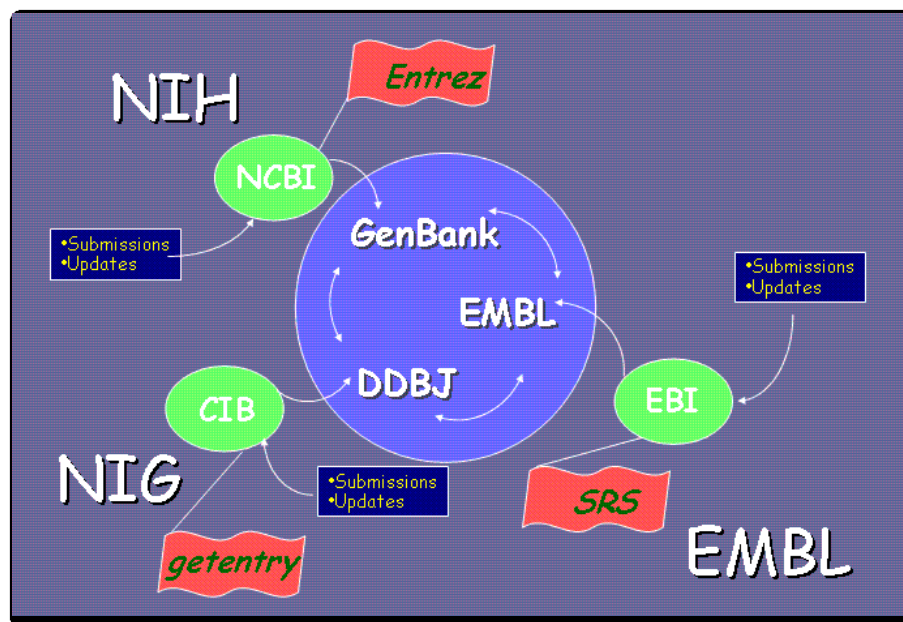 Entrez
NIH
NCBI
GenBank
•Submissions
•Updates
•Submissions
•Updates
EMBL
DDBJ
CIB
EBI
NIG
•Submissions
•Updates
SRS
getentry
EMBL